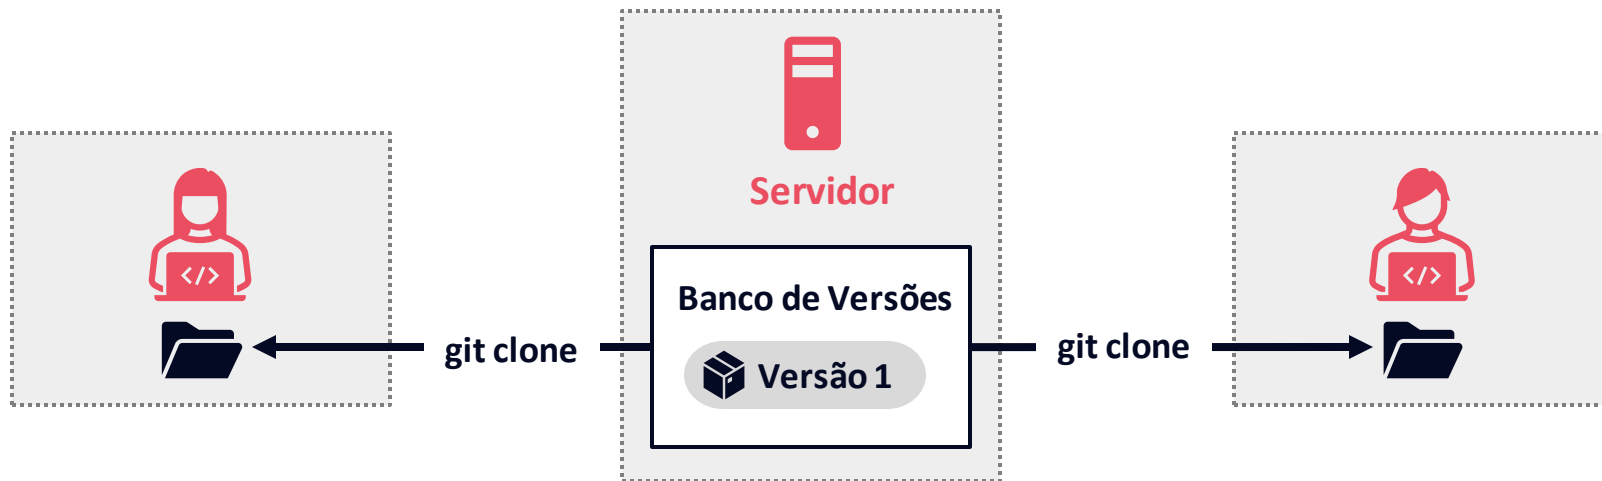 Servidor
Banco de Versões
git clone
Versão 1
git clone
</>
</>